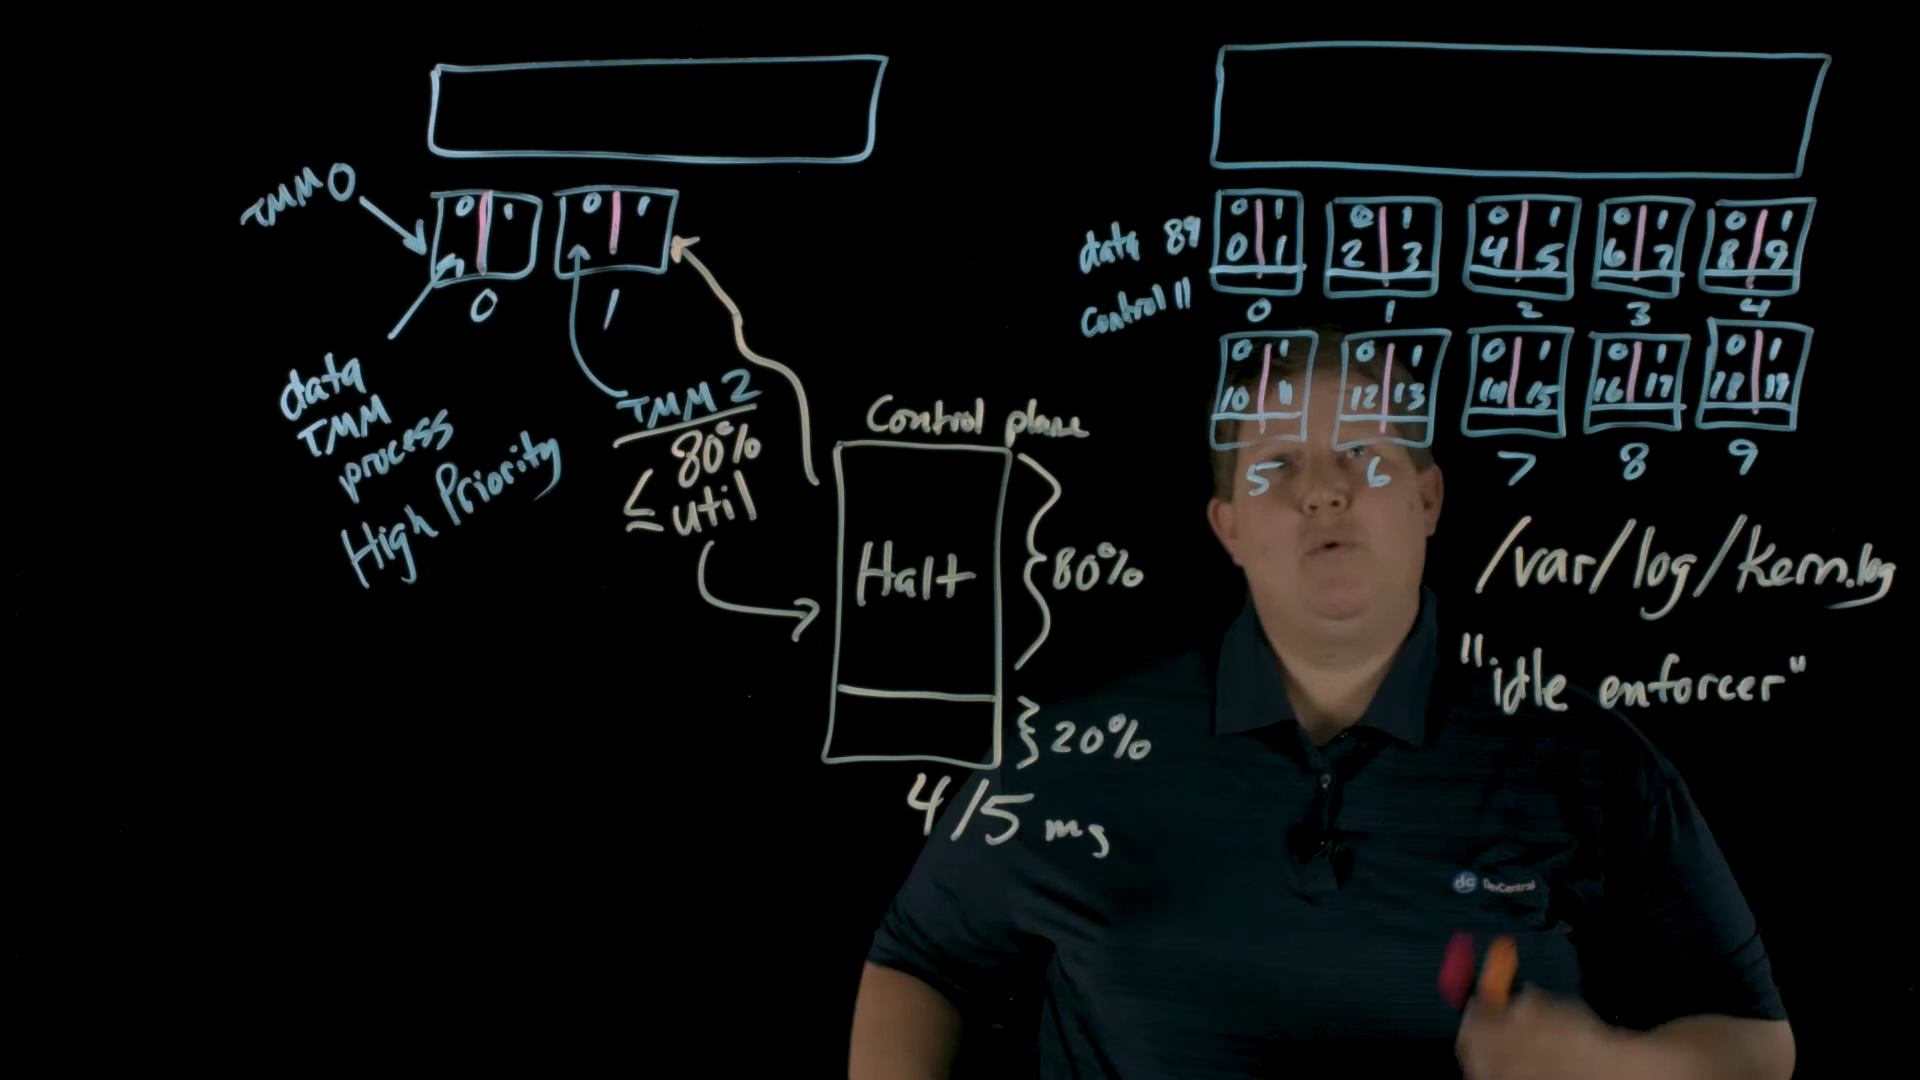 TMM 0
0 1
0 1
0
1
data
TMM
process
High Priority
TMM 2
80%
≤ util
Control plane
Halt
80%
20%
4/5 ms
data 89
Control 11
0 1 0 1 0 1 0 1 0 1
0 1 2 3 4 5 6 7 8 9
0 1 2 3 4
0 1 0 1 0 1 0 1 0 1
10 11 12 13 14 15 16 17 18 19
5 6 7 8 9
/var/log/kern.log
"idle enforcer"
dc DevCentral